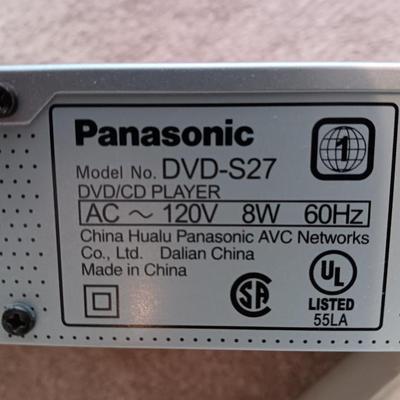 Panasonic
1
Model No. DVD-S27
DVD/CD PLAYER
AC ~ 120V 8W 60Hz
China Hualu Panasonic AVC Networks
Co., Ltd. Dalian China
Made in China
SA
UL
LISTED
55LA